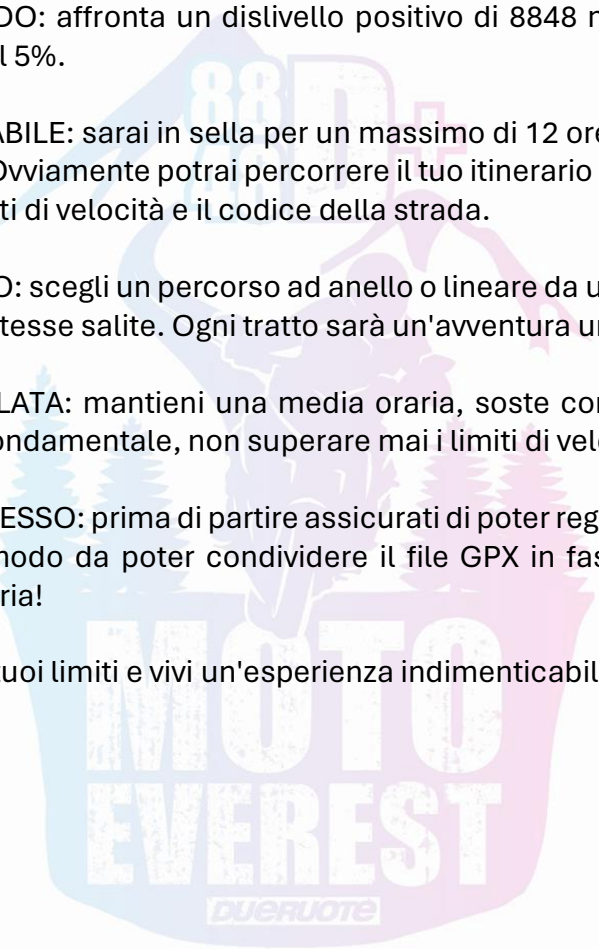 DO: affronta un dislivello positivo di 8848
l 5%.
ABILE: sarai in sella per un massimo di 12 ore
Ovviamente potrai percorrere il tuo itinerario
ti di velocità e il codice della strada.
O: scegli un percorso ad anello o lineare da u
tesse salite. Ogni tratto sarà un'avventura u
LATA: mantieni una media oraria, soste co
ondamentale, non superare mai i limiti di vel
ESSO: prima di partire assicurati di poter reg
modo da poter condividere il file GPX in fas
ria!
tuoi limiti e vivi un'esperienza indimenticabil
88
48
D+
MOTO
EVEREST
DUERUOTE